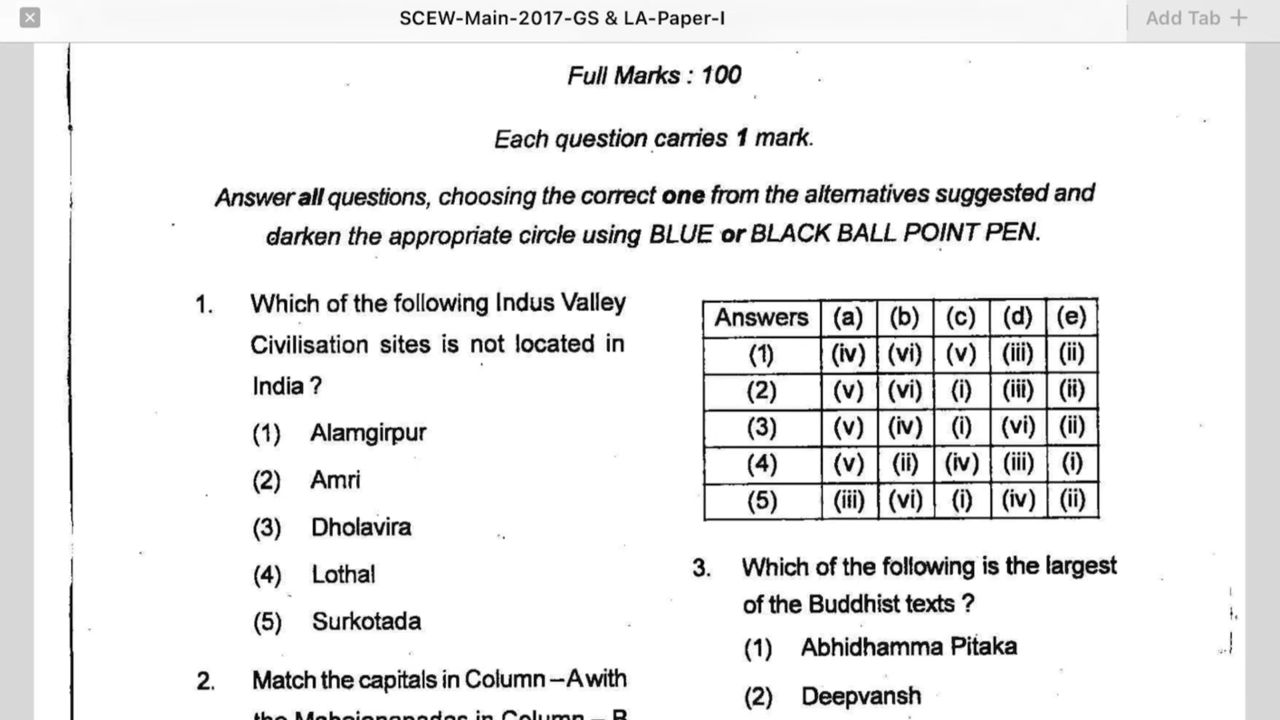 SCEW-Main-2017-GS & LA-Paper-I
Add Tab +
Full Marks : 100
Each question carries 1 mark.
Answer all questions, choosing the correct one from the alternatives suggested and
darken the appropriate circle using BLUE or BLACK BALL POINT PEN.
1. Which of the following Indus Valley
Civilisation sites is not located in
India ?
(1) Alamgirpur
(2) Amri
(3) Dholavira
(4) Lothal
(5) Surkotada
2. Match the capitals in Column –A with
the Mahajanapadas in Column – B
Answers (a) (b) (c) (d) (e)
(1) (iv) (vi) (v) (iii) (ii)
(2) (v) (vi) (i) (iii) (ii)
(3) (v) (iv) (i) (vi) (ii)
(4) (v) (ii) (iv) (iii) (i)
(5) (iii) (vi) (i) (iv) (ii)
3. Which of the following is the largest
of the Buddhist texts ?
(1) Abhidhamma Pitaka
(2) Deepvansh